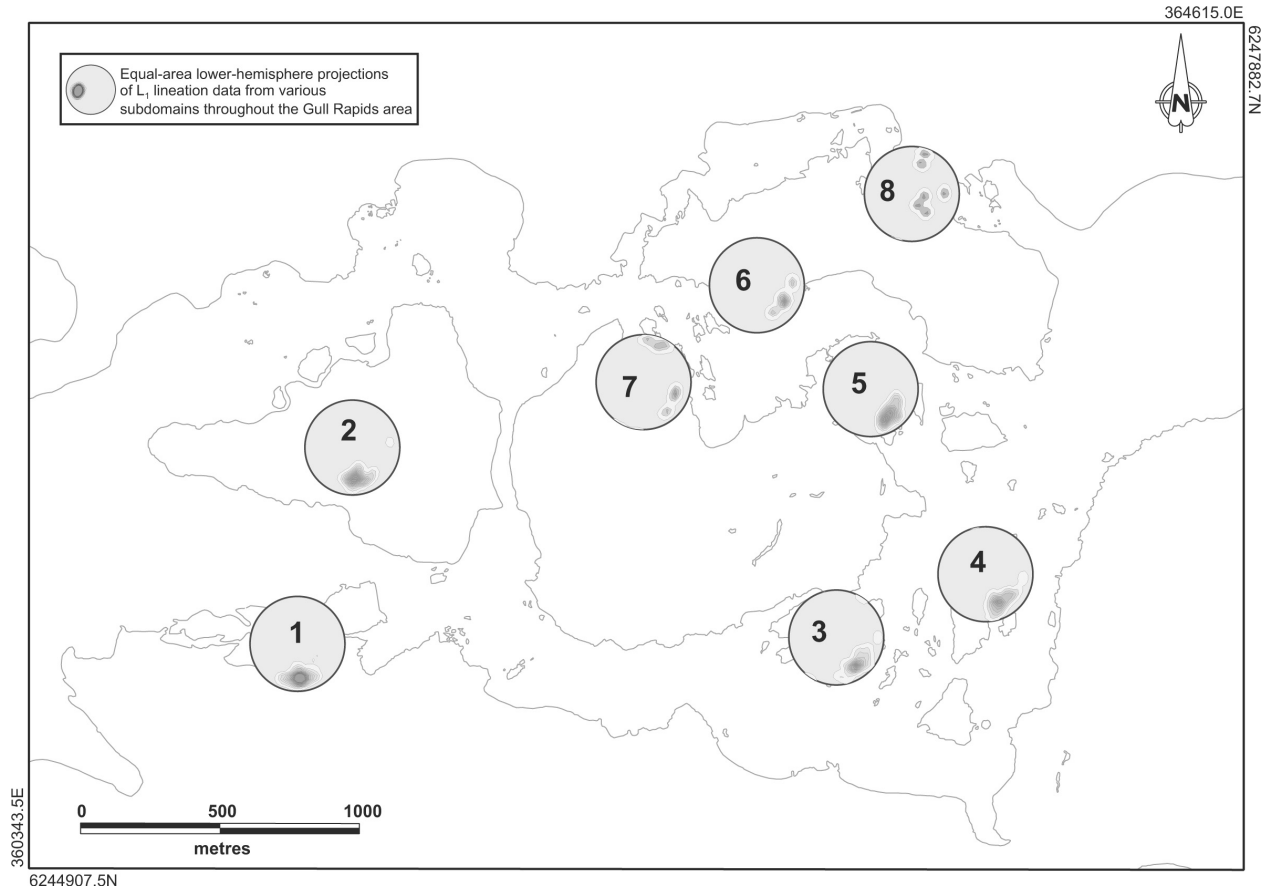 364615.0E
6247882.7N
Equal-area lower-hemisphere projections
of L₁ lineation data from various
subdomains throughout the Gull Rapids area
N
8
6
7
5
2
4
3
1
0 500 1000
metres
360343.5E
6244907.5N